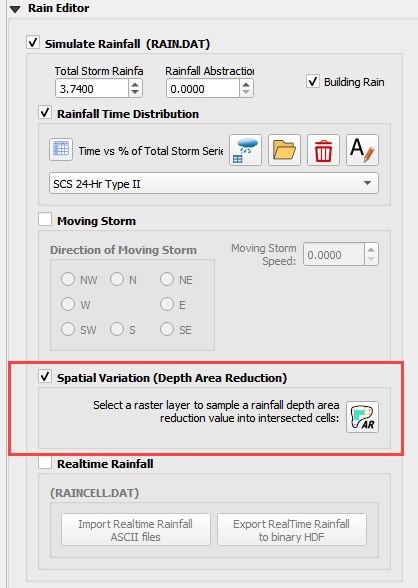 Rain Editor
Simulate Rainfall (RAIN.DAT)
Total Storm Rainfa
Rainfall Abstraction
3.7400
0.0000
Building Rain
Rainfall Time Distribution
Time vs % of Total Storm Serie
A
SCS 24-Hr Type II
Moving Storm
Direction of Moving Storm
Moving Storm
Speed:
0.0000
NW
N
NE
W
E
SW
S
SE
Spatial Variation (Depth Area Reduction)
Select a raster layer to sample a rainfall depth area
reduction value into intersected cells:
AR
Realtime Rainfall
(RAINCELL.DAT)
Import Realtime Rainfall
ASCII files
Export RealTime Rainfall
to binary HDF